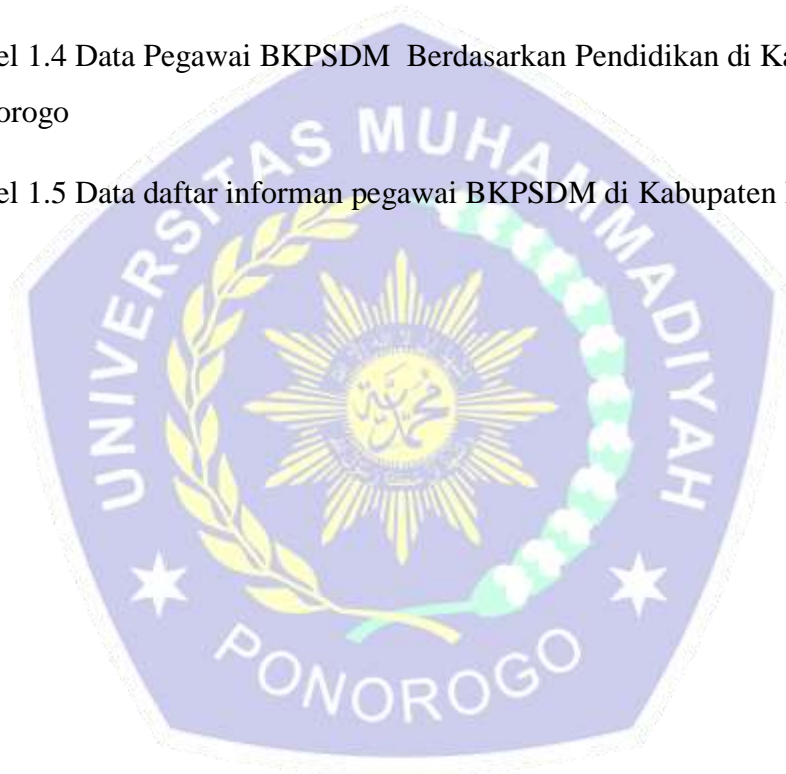 el 1.4 Data Pegawai BKPSDM Berdasarkan Pendidikan di Ka
orogo
el 1.5 Data daftar informan pegawai BKPSDM di Kabupaten
UNIVERSITAS MUHAMMADIYAH
محمدية
PONOROGO